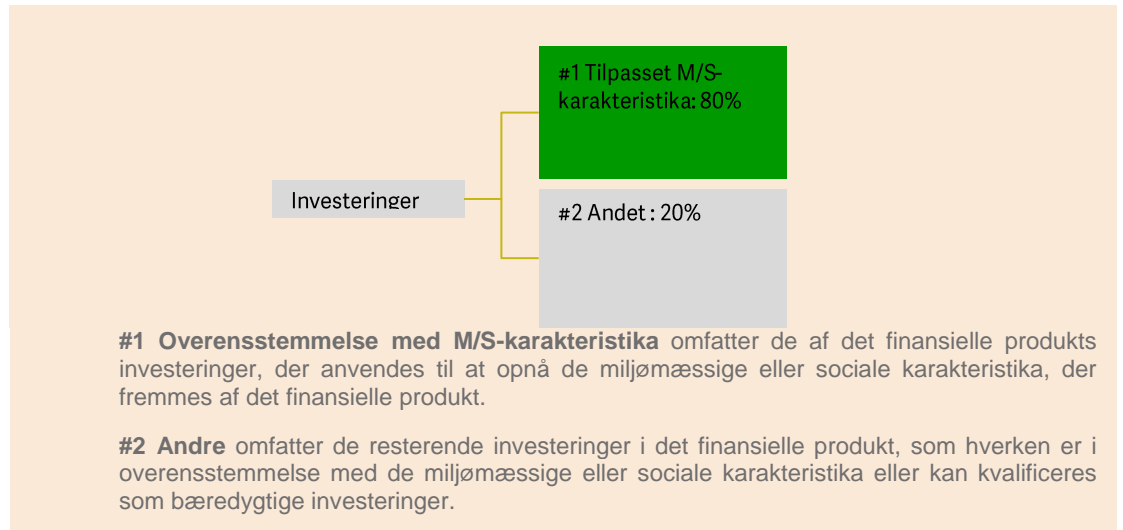 #1 Tilpasset M/S-
karakteristika: 80%
Investeringer
#2 Andet : 20%
#1 Overensstemmelse med M/S-karakteristika omfatter de af det finansielle produkts
investeringer, der anvendes til at opnå de miljømæssige eller sociale karakteristika, der
fremmes af det finansielle produkt.
#2 Andre omfatter de resterende investeringer i det finansielle produkt, som hverken er i
overensstemmelse med de miljømæssige eller sociale karakteristika eller kan kvalificeres
som bæredygtige investeringer.